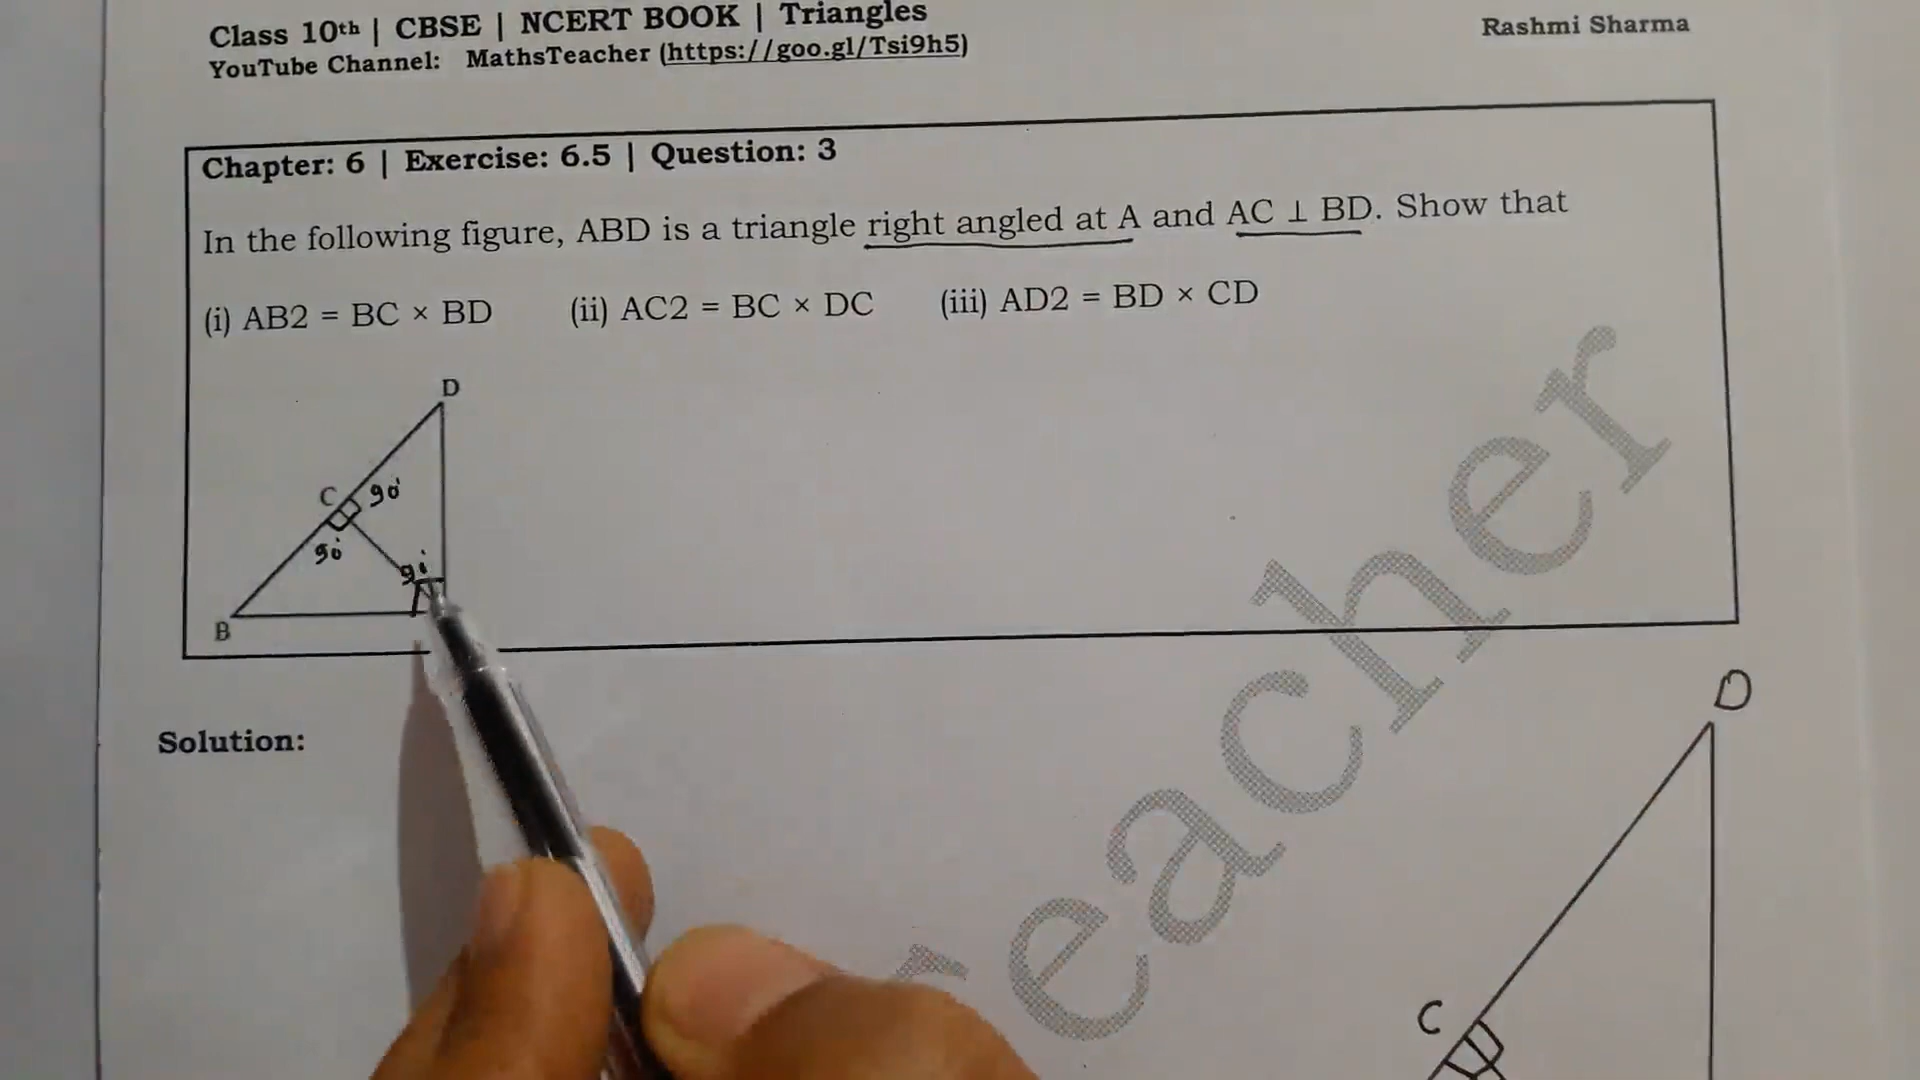 Class 10th | CBSE | NCERT BOOK | Triangles
Rashmi Sharma
YouTube Channel: MathsTeacher (https://goo.gl/Tsi9h5)
Chapter: 6 | Exercise: 6.5 | Question: 3
In the following figure, ABD is a triangle right angled at A and AC ⊥ BD. Show that
(i) AB2 = BC × BD (ii) AC2 = BC × DC (iii) AD2 = BD × CD
D
C 90°
90°
B
Solution:
D
C
eacher